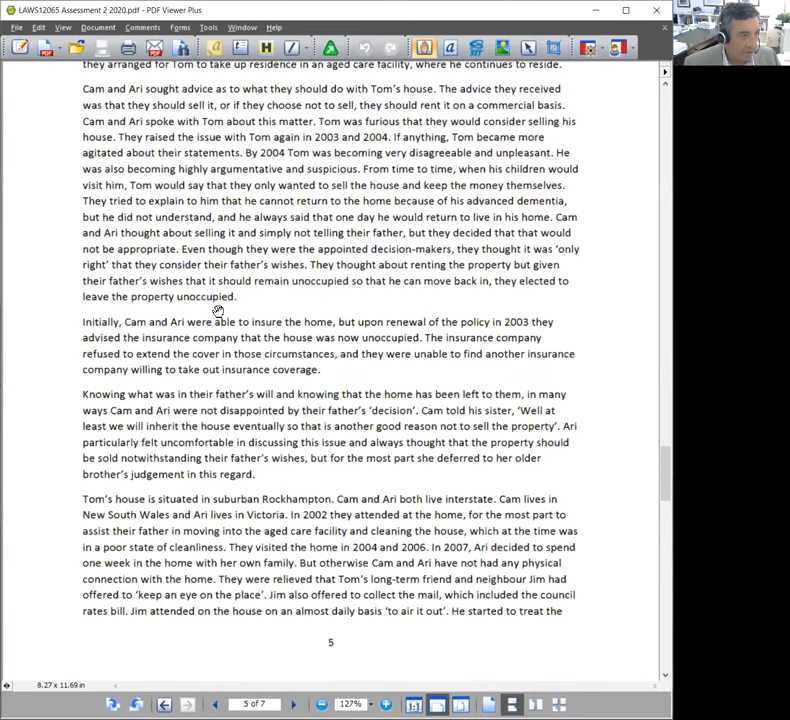 LAWS12065 Assessment 2 2020.pdf - PDF Viewer Plus
File Edit View Document Comments Forms Tools Window Help
they arranged for Tom to take up residence in an aged care facility, where he continues to reside.
Cam and Ari sought advice as to what they should do with Tom's house. The advice they received
was that they should sell it, or if they choose not to sell, they should rent it on a commercial basis.
Cam and Ari spoke with Tom about this matter. Tom was furious that they would consider selling his
house. They raised the issue with Tom again in 2003 and 2004. If anything, Tom became more
agitated about their statements. By 2004 Tom was becoming very disagreeable and unpleasant. He
was also becoming highly argumentative and suspicious. From time to time, when his children would
visit him, Tom would say that they only wanted to sell the house and keep the money themselves.
They tried to explain to him that he cannot return to the home because of his advanced dementia,
but he did not understand, and he always said that one day he would return to live in his home. Cam
and Ari thought about selling it and simply not telling their father, but they decided that that would
not be appropriate. Even though they were the appointed decision-makers, they thought it was 'only
right' that they consider their father's wishes. They thought about renting the property but given
their father's wishes that it should remain unoccupied so that he can move back in, they elected to
leave the property unoccupied.
Initially, Cam and Ari were able to insure the home, but upon renewal of the policy in 2003 they
advised the insurance company that the house was now unoccupied. The insurance company
refused to extend the cover in those circumstances, and they were unable to find another insurance
company willing to take out insurance coverage.
Knowing what was in their father's will and knowing that the home has been left to them, in many
ways Cam and Ari were not disappointed by their father's 'decision'. Cam told his sister, 'Well at
least we will inherit the house eventually so that is another good reason not to sell the property'. Ari
particularly felt uncomfortable in discussing this issue and always thought that the property should
be sold notwithstanding their father's wishes, but for the most part she deferred to her older
brother's judgement in this regard.
Tom's house is situated in suburban Rockhampton. Cam and Ari both live interstate. Cam lives in
New South Wales and Ari lives in Victoria. In 2002 they attended at the home, for the most part to
assist their father in moving into the aged care facility and cleaning the house, which at the time was
in a poor state of cleanliness. They visited the home in 2004 and 2006. In 2007, Ari decided to spend
one week in the home with her own family. But otherwise Cam and Ari have not had any physical
connection with the home. They were relieved that Tom's long-term friend and neighbour Jim had
offered to 'keep an eye on the place'. Jim also offered to collect the mail, which included the council
rates bill. Jim attended on the house on an almost daily basis 'to air it out'. He started to treat the
5
8.27 x 11.69 in
5 of 7
127%
1:1